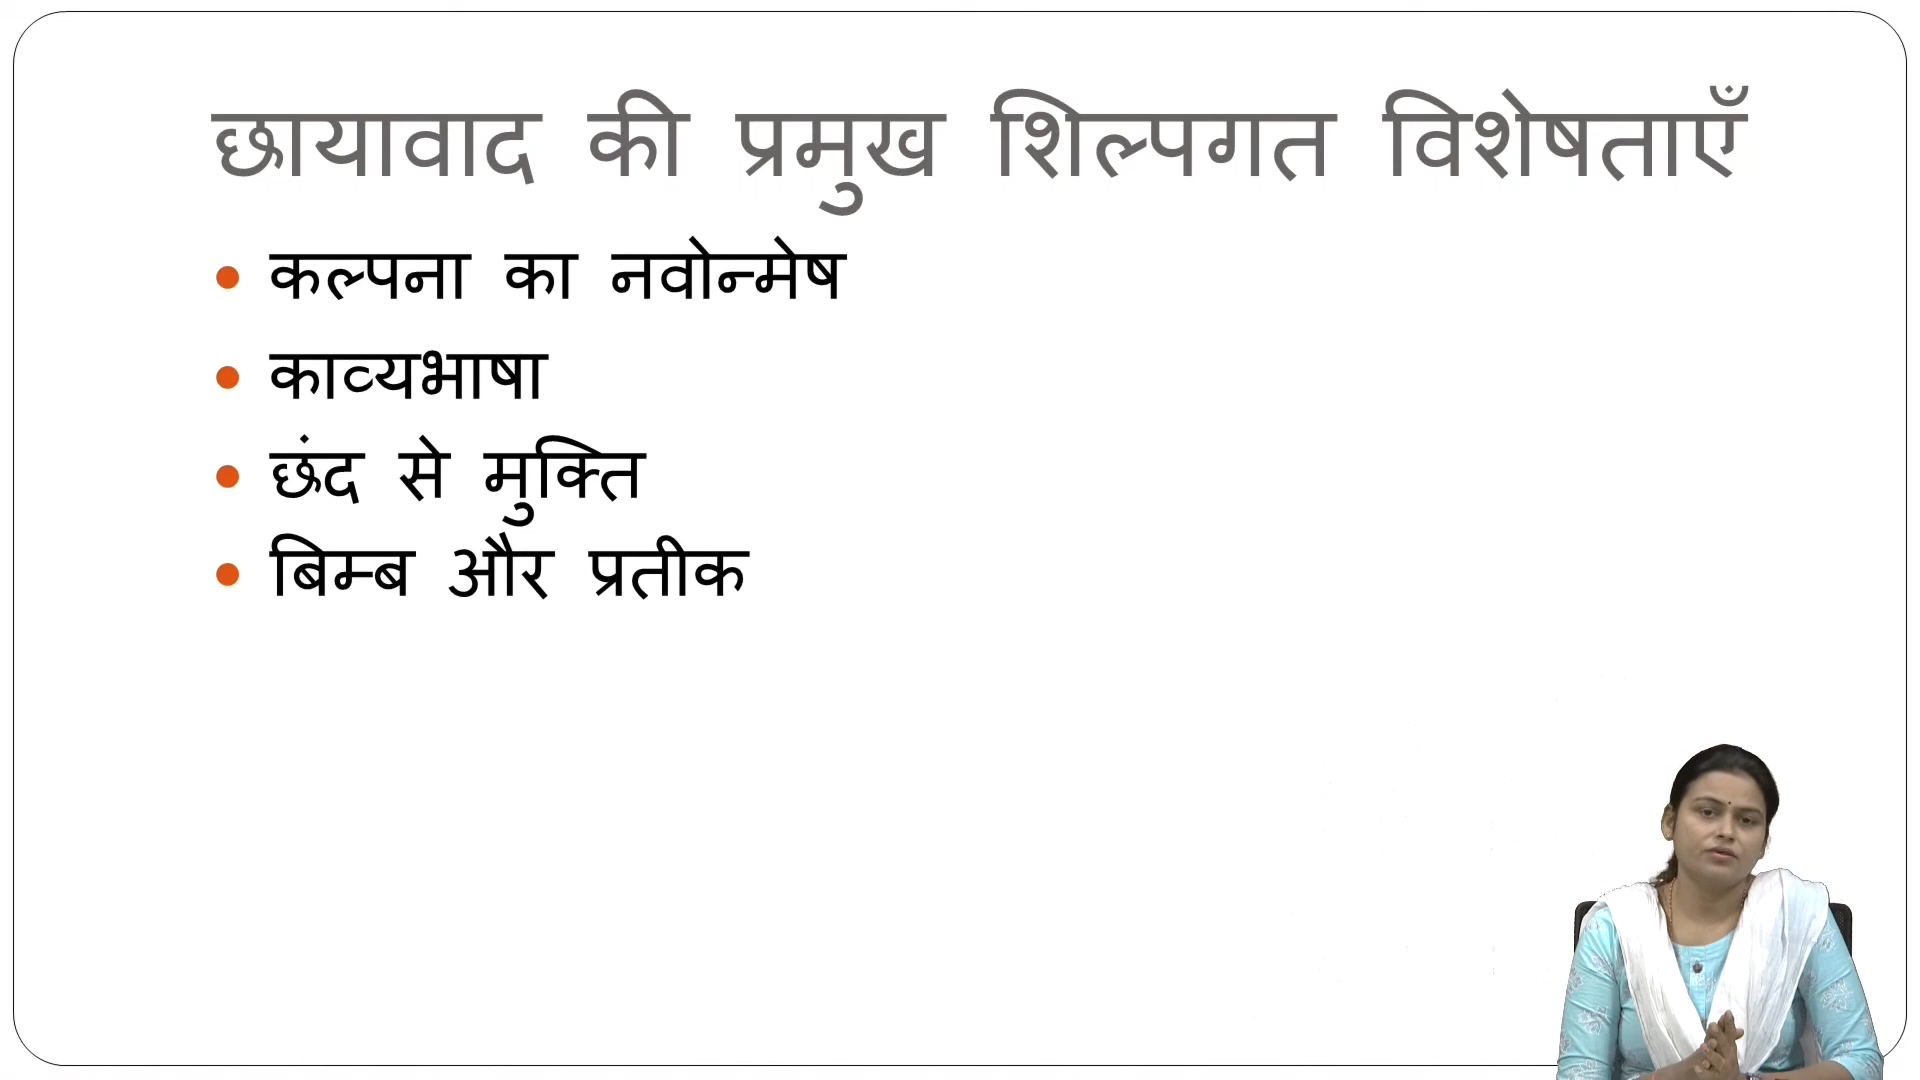 छायावाद की प्रमुख शिल्पगत विशेषताएँ
कल्पना का नवोन्मेष
काव्यभाषा
छंद से मुक्ति
बिम्ब और प्रतीक